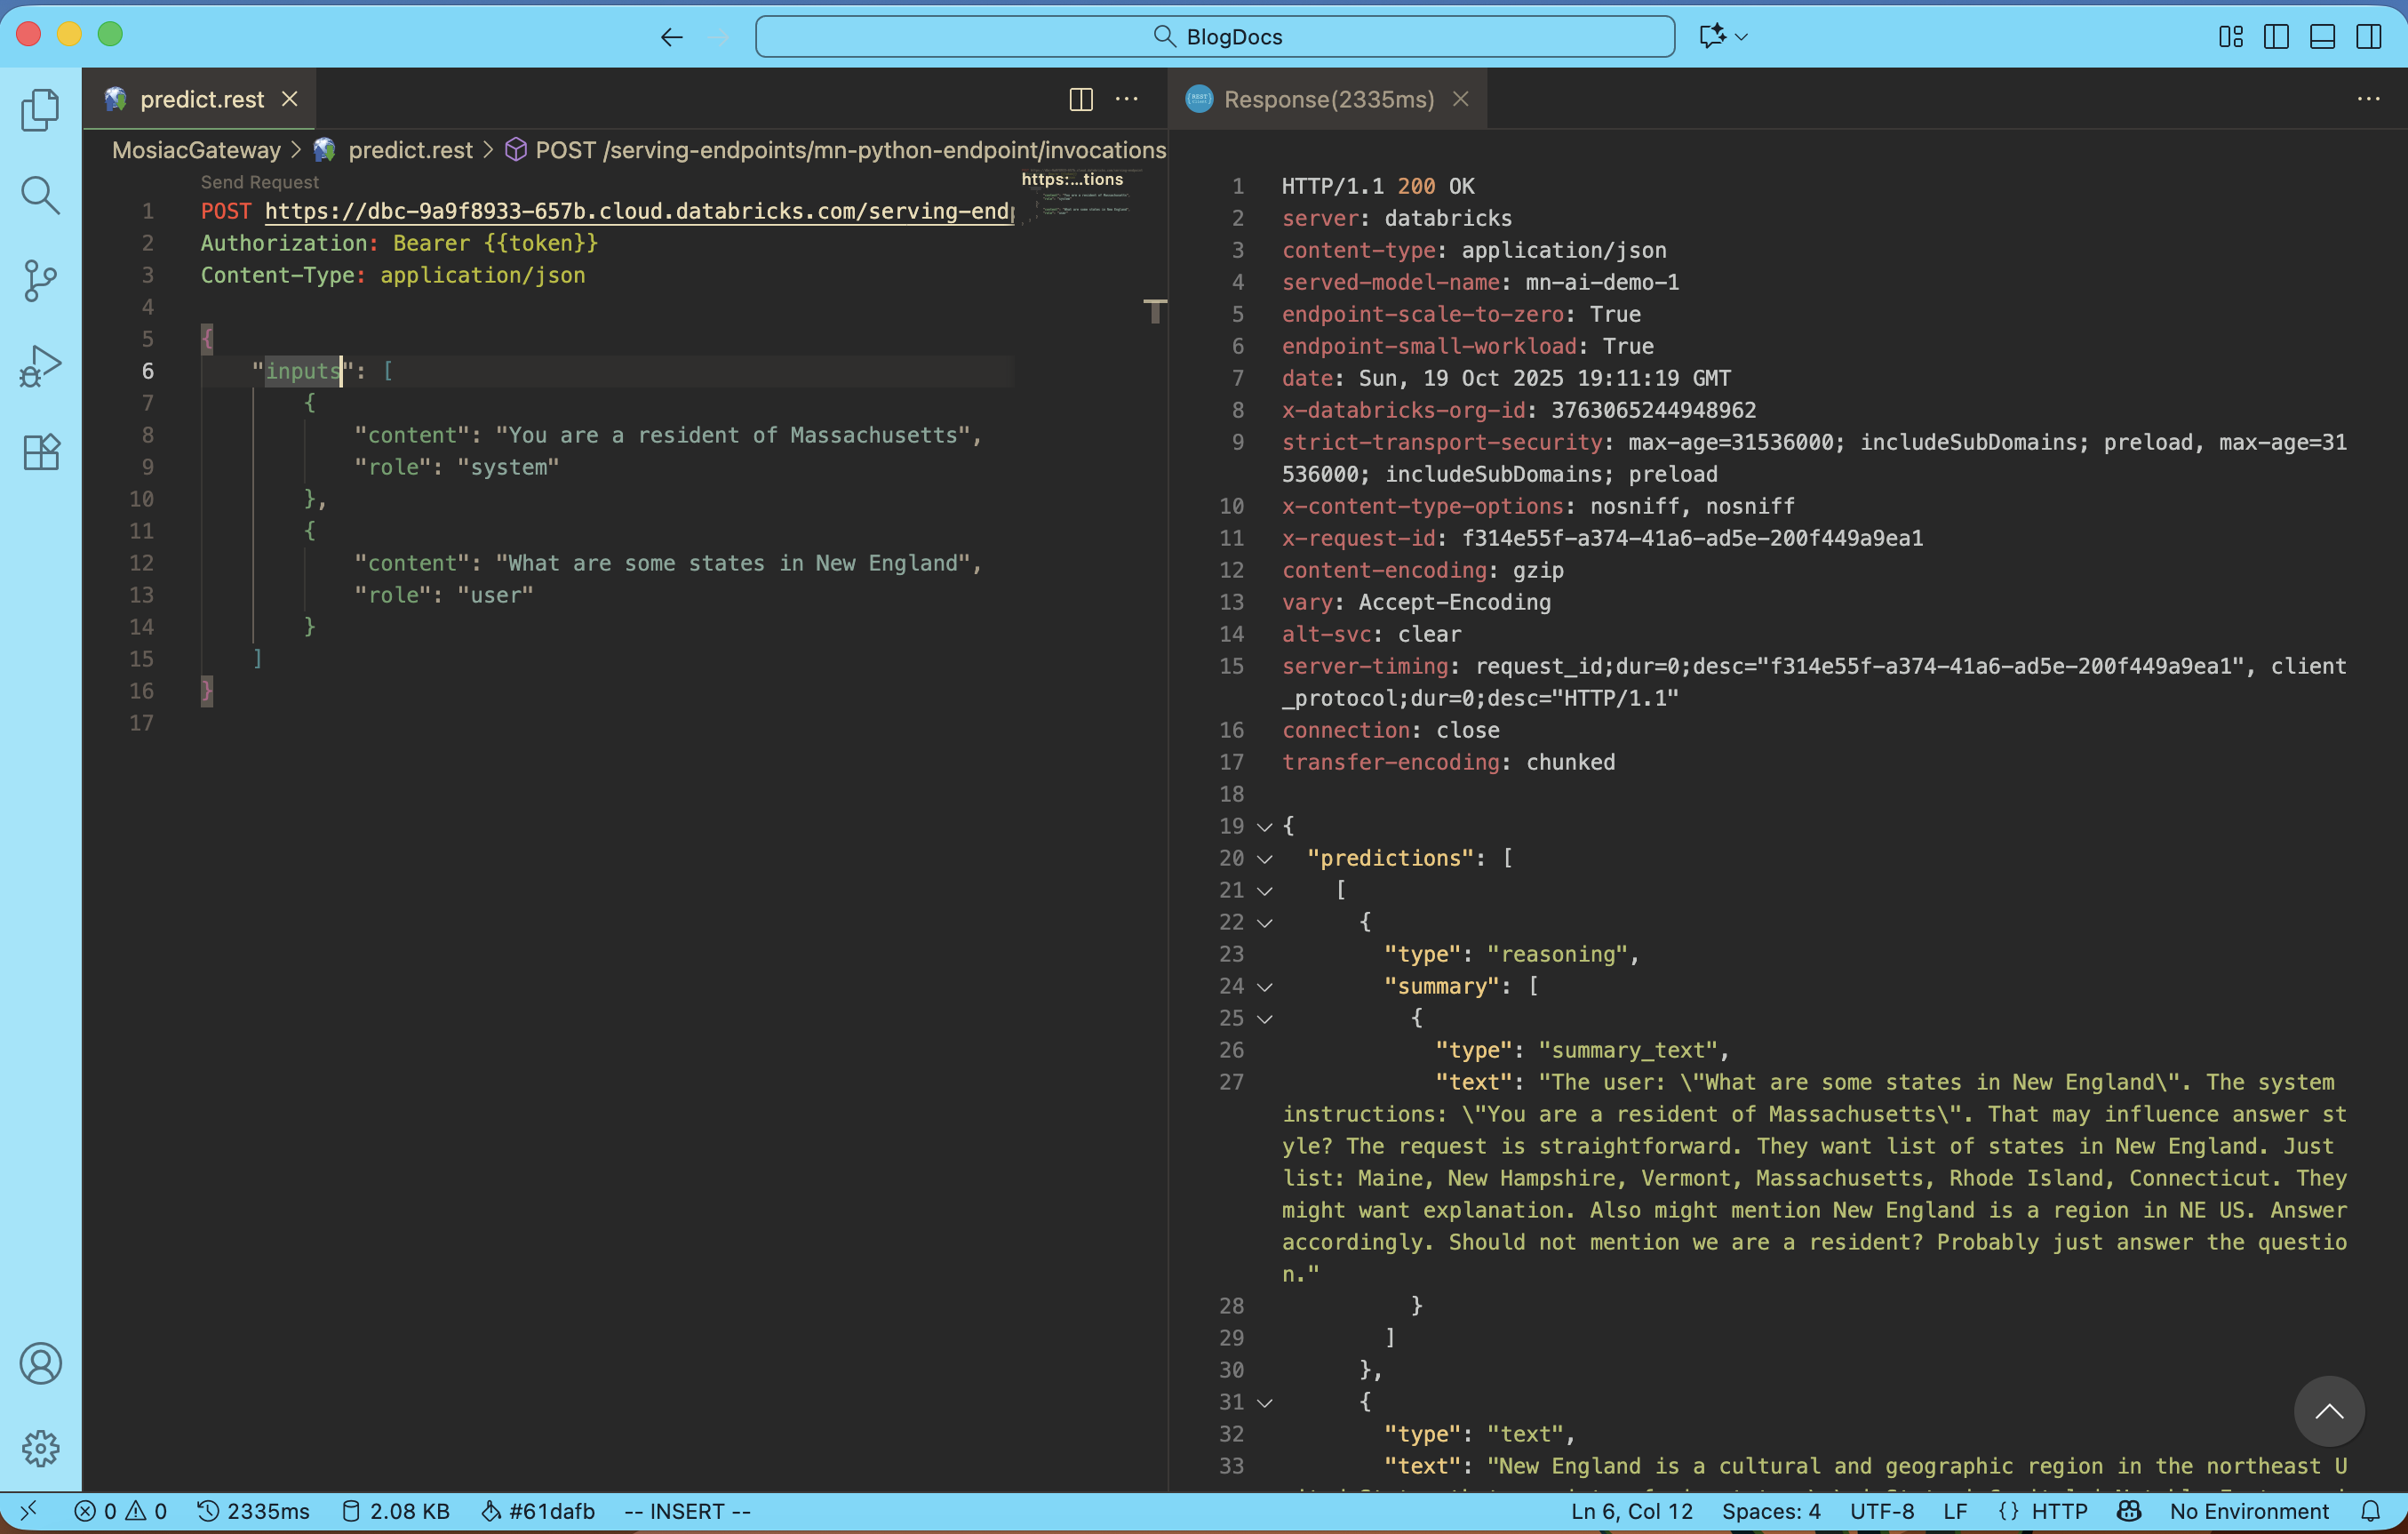 BlogDocs
predict.rest
Response(2335ms)
MosiacGateway > predict.rest > POST /serving-endpoints/mn-python-endpoint/invocations
https:...tions
Send Request
1 POST https://dbc-9a9f8933-657b.cloud.databricks.com/serving-endp
2 Authorization: Bearer {{token}}
3 Content-Type: application/json
4
5 {
6 "inputs": [
7 {
8 "content": "You are a resident of Massachusetts",
9 "role": "system"
10 },
11 {
12 "content": "What are some states in New England",
13 "role": "user"
14 }
15 ]
16 }
17
1 HTTP/1.1 200 OK
2 server: databricks
3 content-type: application/json
4 served-model-name: mn-ai-demo-1
5 endpoint-scale-to-zero: True
6 endpoint-small-workload: True
7 date: Sun, 19 Oct 2025 19:11:19 GMT
8 x-databricks-org-id: 3763065244948962
9 strict-transport-security: max-age=31536000; includeSubDomains; preload, max-age=31
536000; includeSubDomains; preload
10 x-content-type-options: nosniff, nosniff
11 x-request-id: f314e55f-a374-41a6-ad5e-200f449a9ea1
12 content-encoding: gzip
13 vary: Accept-Encoding
14 alt-svc: clear
15 server-timing: request_id;dur=0;desc="f314e55f-a374-41a6-ad5e-200f449a9ea1", client
_protocol;dur=0;desc="HTTP/1.1"
16 connection: close
17 transfer-encoding: chunked
18
19 {
20 "predictions": [
21 [
22 {
23 "type": "reasoning",
24 "summary": [
25 {
26 "type": "summary_text",
27 "text": "The user: \"What are some states in New England\". The system
instructions: \"You are a resident of Massachusetts\". That may influence answer st
yle? The request is straightforward. They want list of states in New England. Just
list: Maine, New Hampshire, Vermont, Massachusetts, Rhode Island, Connecticut. They
might want explanation. Also might mention New England is a region in NE US. Answer
accordingly. Should not mention we are a resident? Probably just answer the questio
n."
28 }
29 ]
30 },
31 {
32 "type": "text",
33 "text": "New England is a cultural and geographic region in the northeast U
0 0 2335ms 2.08 KB #61dafb -- INSERT -- Ln 6, Col 12 Spaces: 4 UTF-8 LF {} HTTP No Environment